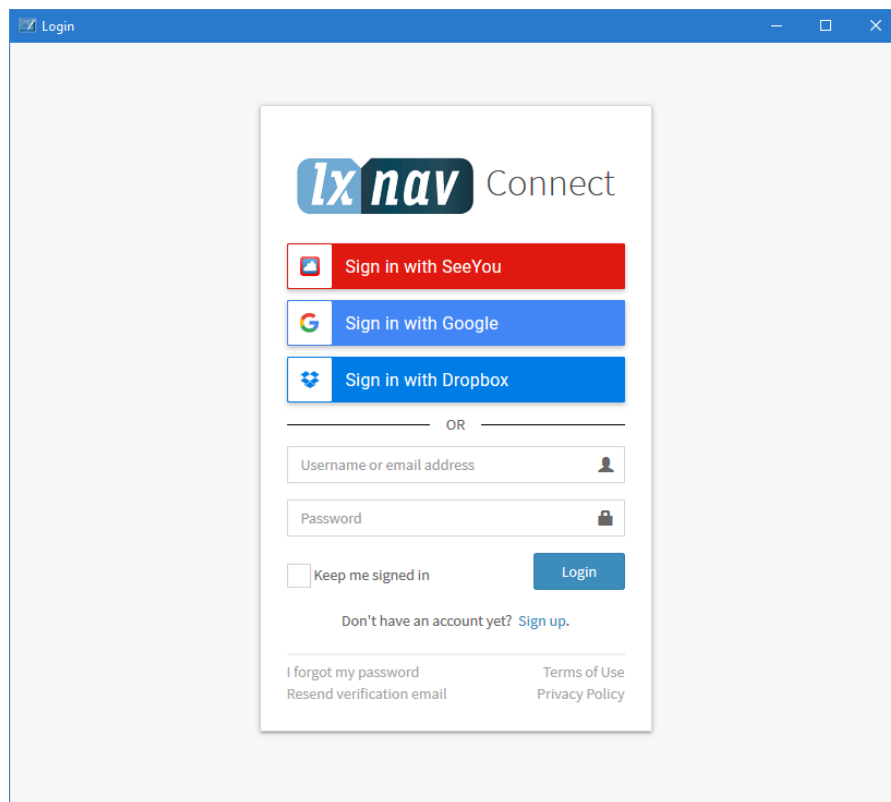 Login
lx nav Connect
Sign in with SeeYou
Sign in with Google
Sign in with Dropbox
OR
Username or email address
Password
Keep me signed in
Login
Don't have an account yet? Sign up.
I forgot my password
Terms of Use
Resend verification email
Privacy Policy